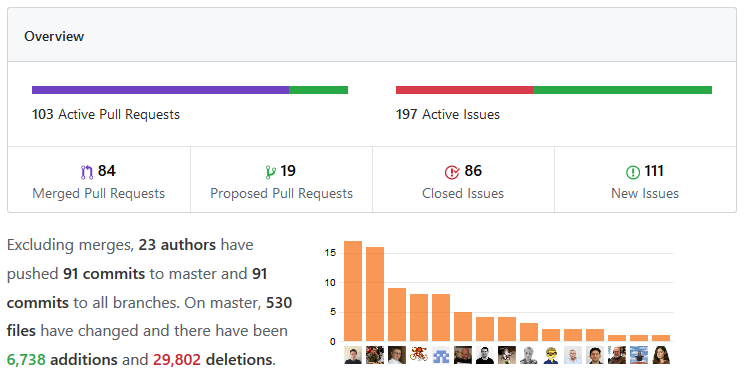 Overview
103 Active Pull Requests
197 Active Issues
84
Merged Pull Requests
19
Proposed Pull Requests
86
Closed Issues
111
New Issues
Excluding merges, 23 authors have
pushed 91 commits to master and 91
commits to all branches. On master, 530
files have changed and there have been
6,738 additions and 29,802 deletions.
15
10
5
0